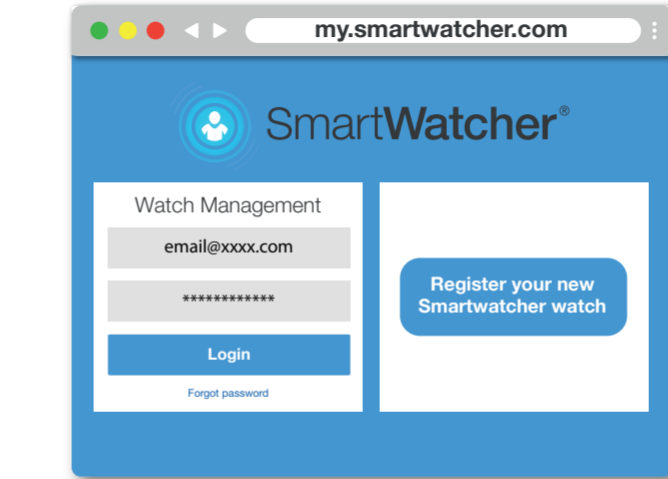 my.smartwatcher.com
SmartWatcher®
Watch Management
email@xxxx.com
************
Login
Forgot password
Register your new
Smartwatcher watch